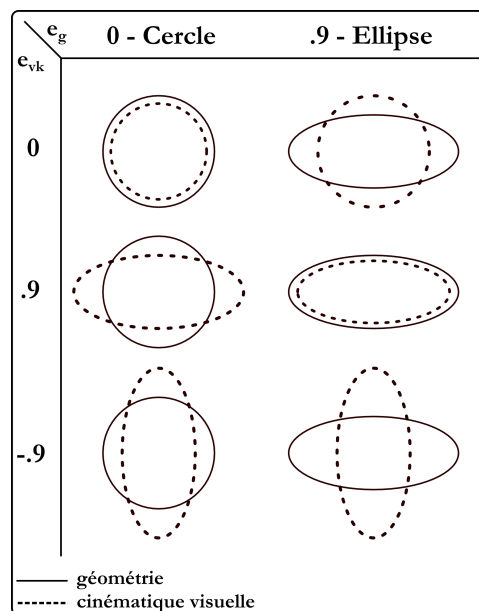 e_g 0 - Cercle .9 - Ellipse
e_vk
0
.9
-.9
géométrie
cinématique visuelle